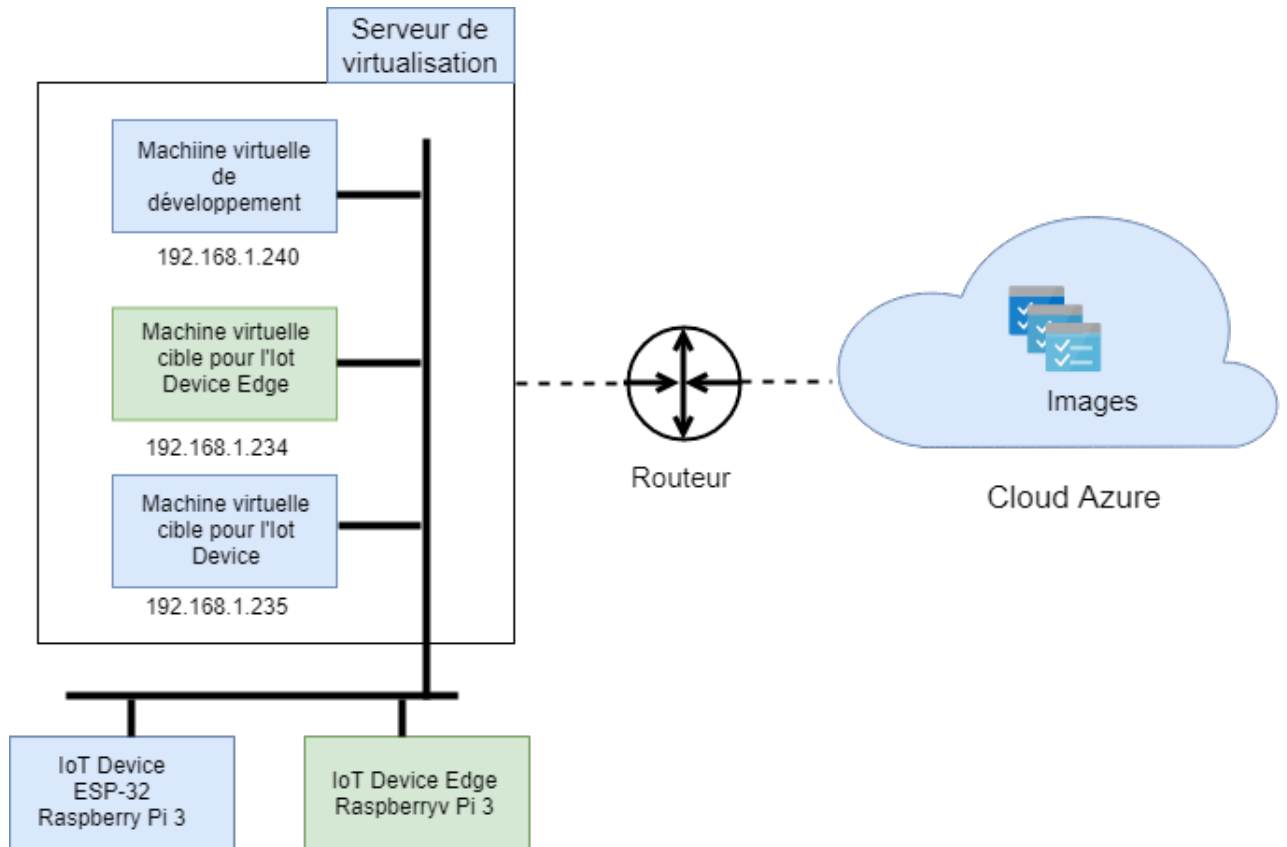 Serveur de
virtualisation
Machiine virtuelle
de
développement
192.168.1.240
Machine virtuelle
cible pour l'Iot
Device Edge
192.168.1.234
Machine virtuelle
cible pour l'Iot
Device
192.168.1.235
IoT Device
ESP-32
Raspberry Pi 3
IoT Device Edge
Raspberryv Pi 3
Routeur
Images
Cloud Azure